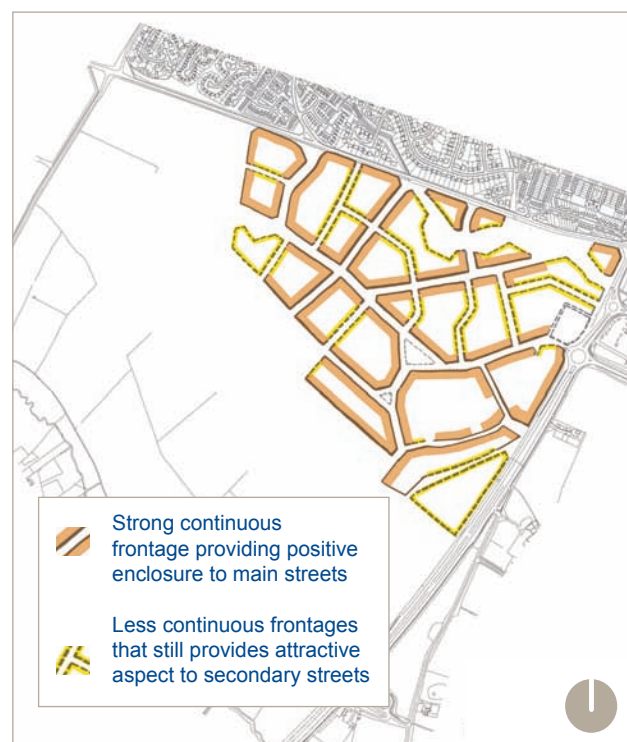 Strong continuous
frontage providing positive
enclosure to main streets
Less continuous frontages
that still provides attractive
aspect to secondary streets